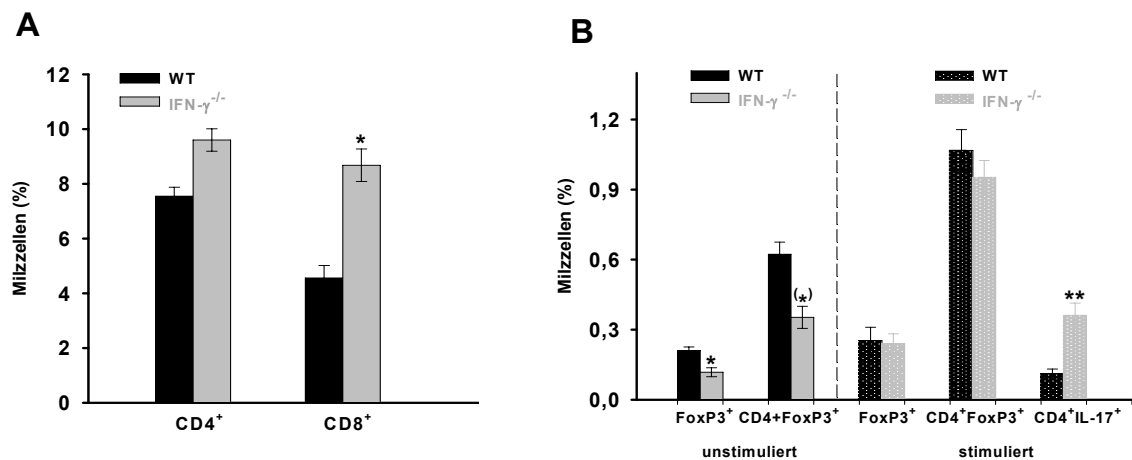 A
Milzzellen (%)
12
10
8
6
4
2
0
WT
IFN-γ -/-
*
CD4+
CD8+
B
Milzzellen (%)
1,2
0,9
0,6
0,3
0,0
WT
IFN-γ -/-
WT
IFN-γ -/-
*
(*)
**
FoxP3+ CD4+FoxP3+ FoxP3+ CD4+FoxP3+ CD4+IL-17+
unstimuliert stimuliert